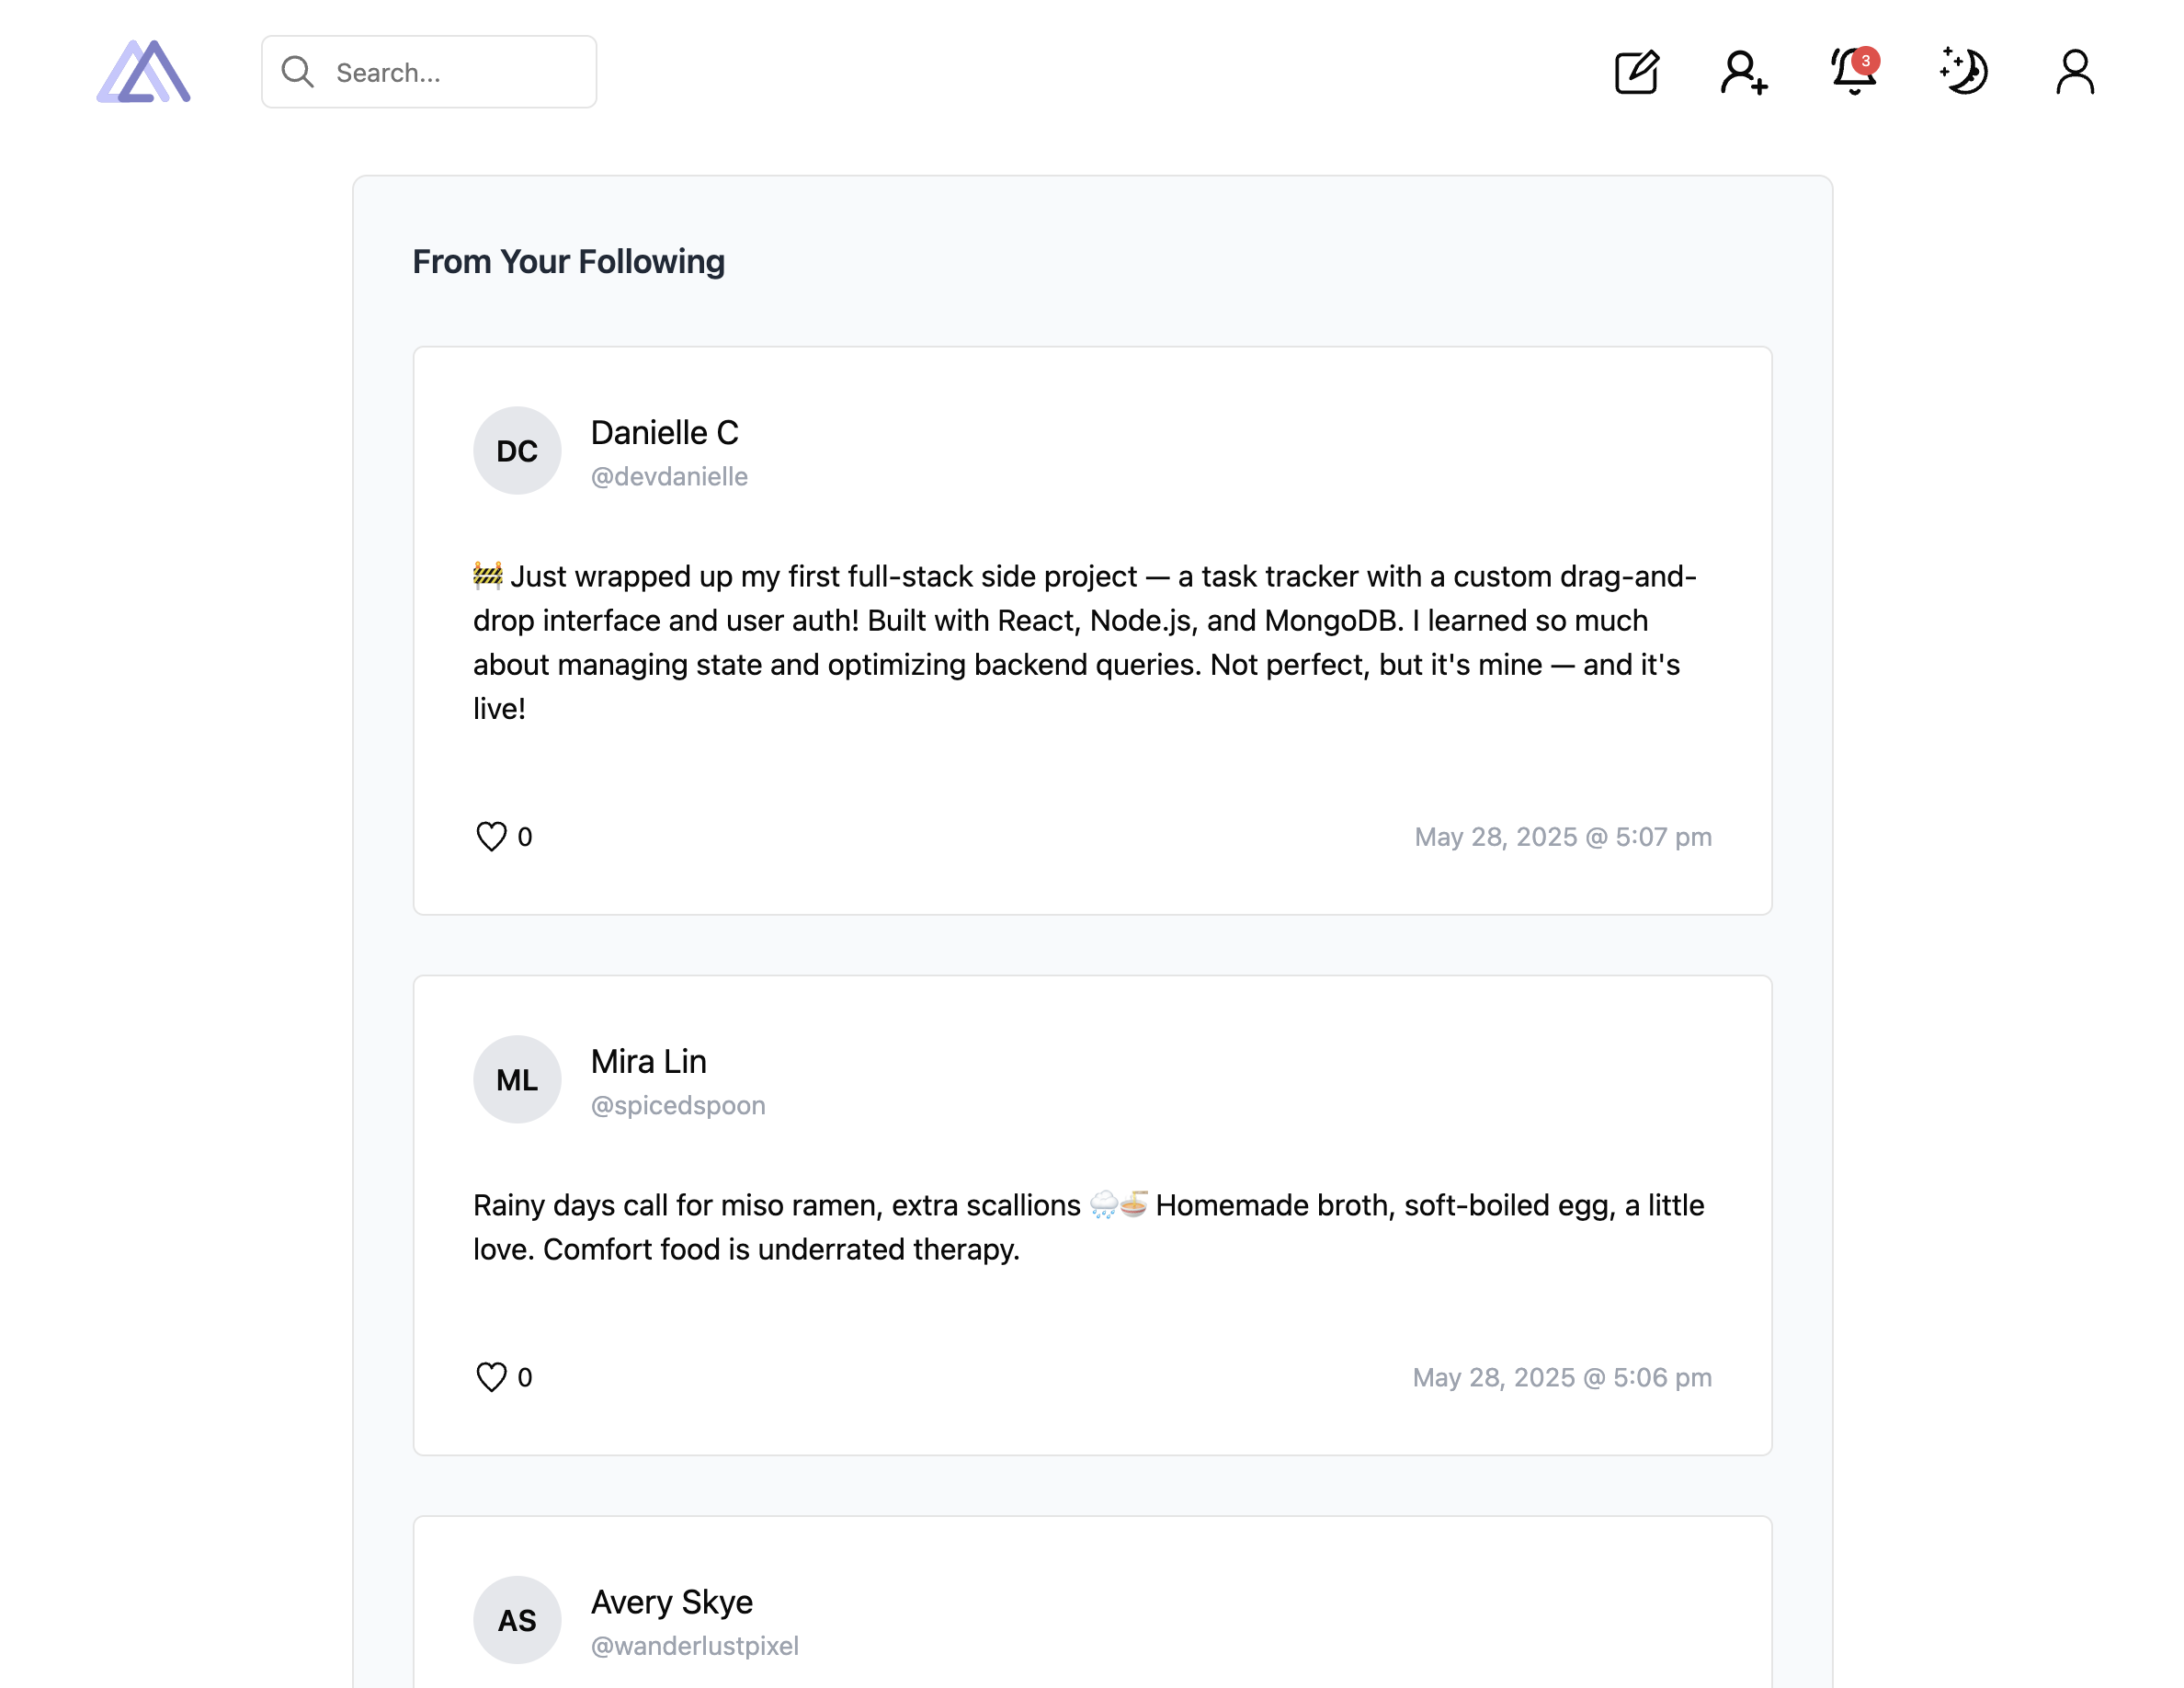 Search...
3
From Your Following
DC
Danielle C
@devdanielle
🚧 Just wrapped up my first full-stack side project — a task tracker with a custom drag-and-
drop interface and user auth! Built with React, Node.js, and MongoDB. I learned so much
about managing state and optimizing backend queries. Not perfect, but it's mine — and it's
live!
0
May 28, 2025 @ 5:07 pm
ML
Mira Lin
@spicedspoon
Rainy days call for miso ramen, extra scallions 🌧️🍜 Homemade broth, soft-boiled egg, a little
love. Comfort food is underrated therapy.
0
May 28, 2025 @ 5:06 pm
AS
Avery Skye
@wanderlustpixel